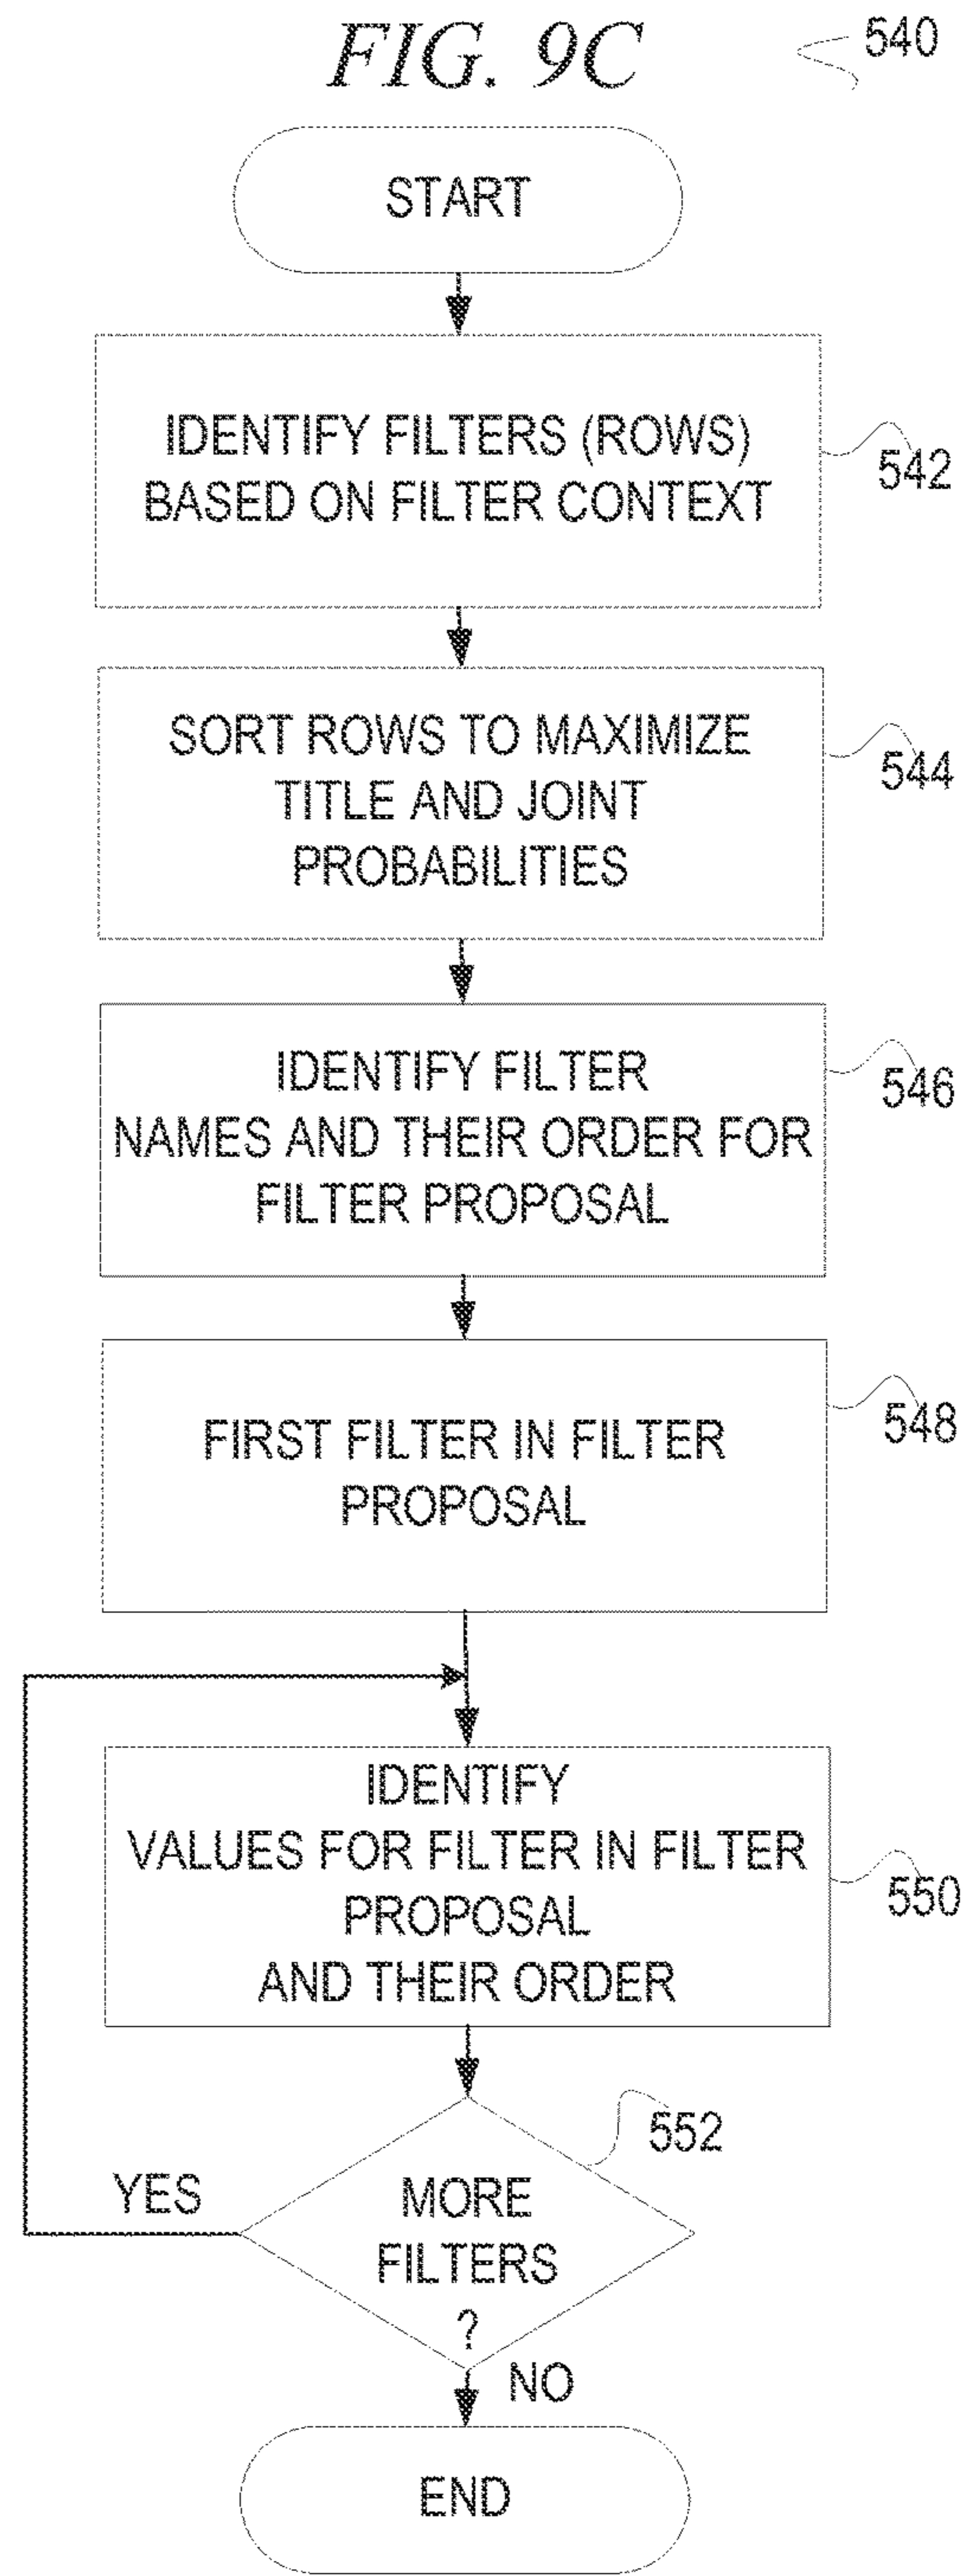 FIG. 9C
540
START
IDENTIFY FILTERS (ROWS)
BASED ON FILTER CONTEXT
542
SORT ROWS TO MAXIMIZE
TITLE AND JOINT
PROBABILITIES
544
IDENTIFY FILTER
NAMES AND THEIR ORDER FOR
FILTER PROPOSAL
546
FIRST FILTER IN FILTER
PROPOSAL
548
IDENTIFY
VALUES FOR FILTER IN FILTER
PROPOSAL
AND THEIR ORDER
550
552
YES
MORE
FILTERS
?
NO
END